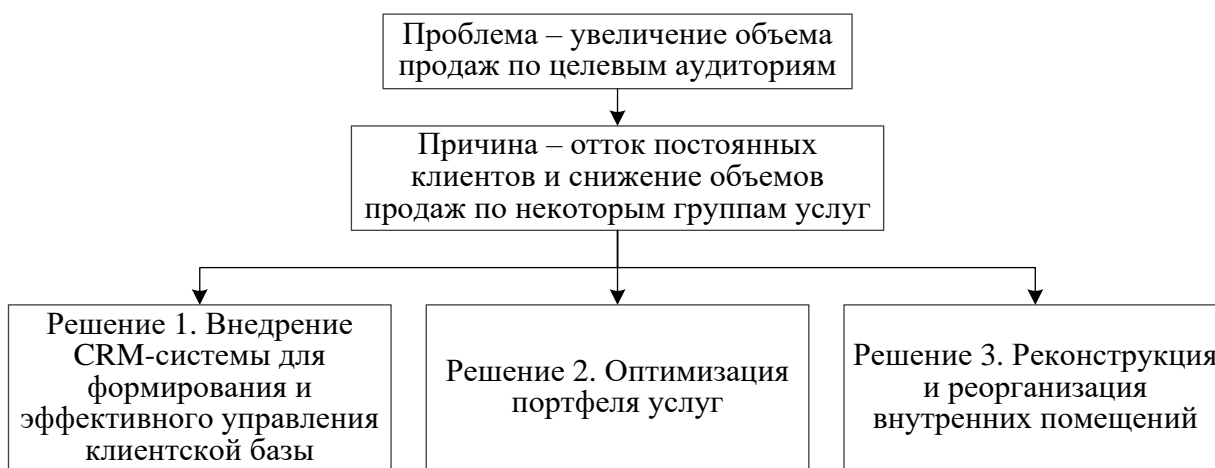 Проблема – увеличение объема
продаж по целевым аудиториям
Причина – отток постоянных
клиентов и снижение объемов
продаж по некоторым группам услуг
Решение 1. Внедрение
CRM-системы для
формирования и
эффективного управления
клиентской базы
Решение 2. Оптимизация
портфеля услуг
Решение 3. Реконструкция
и реорганизация
внутренних помещений